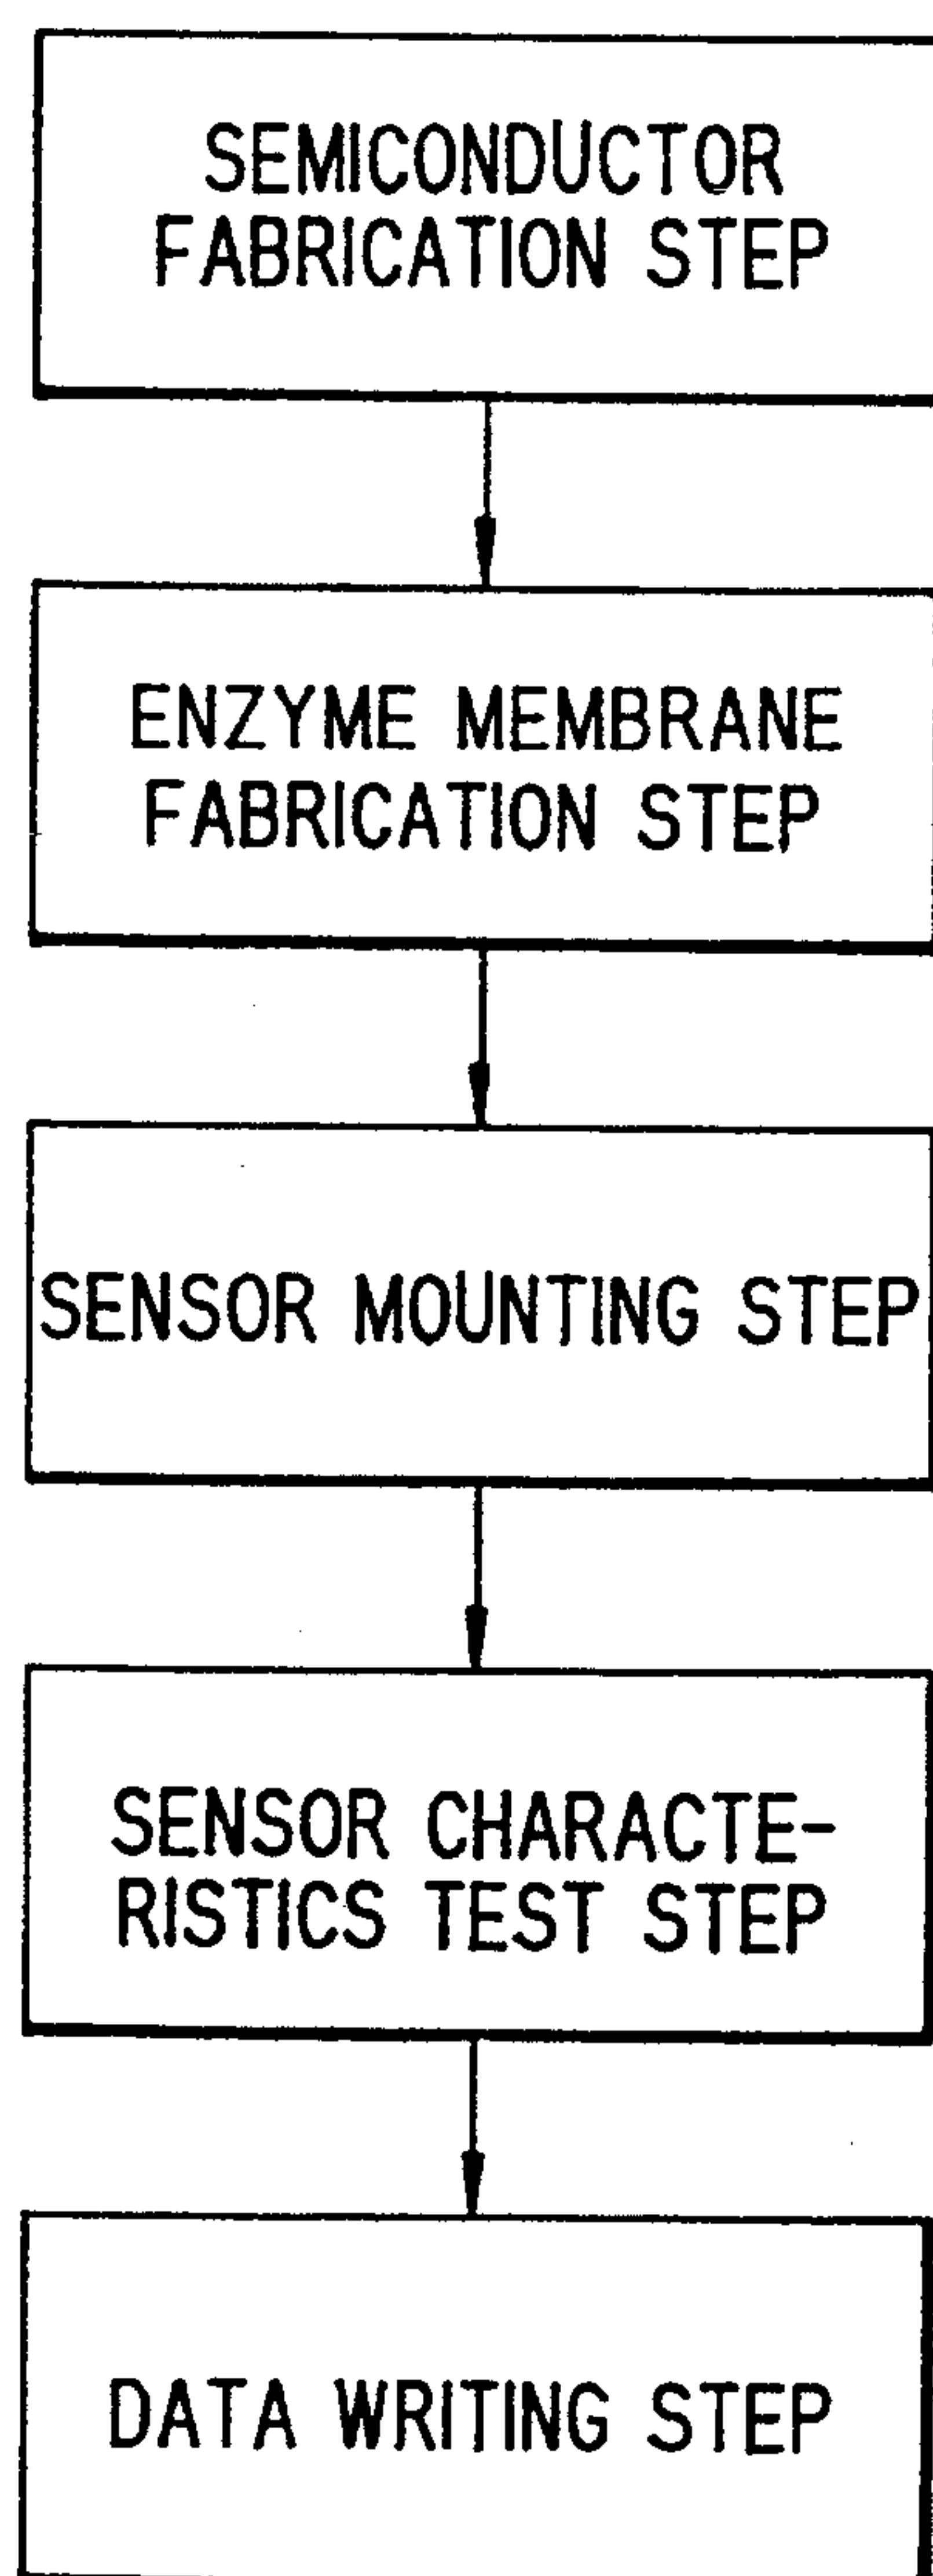 SEMICONDUCTOR
FABRICATION STEP
ENZYME MEMBRANE
FABRICATION STEP
SENSOR MOUNTING STEP
SENSOR CHARACTE-
RISTICS TEST STEP
DATA WRITING STEP